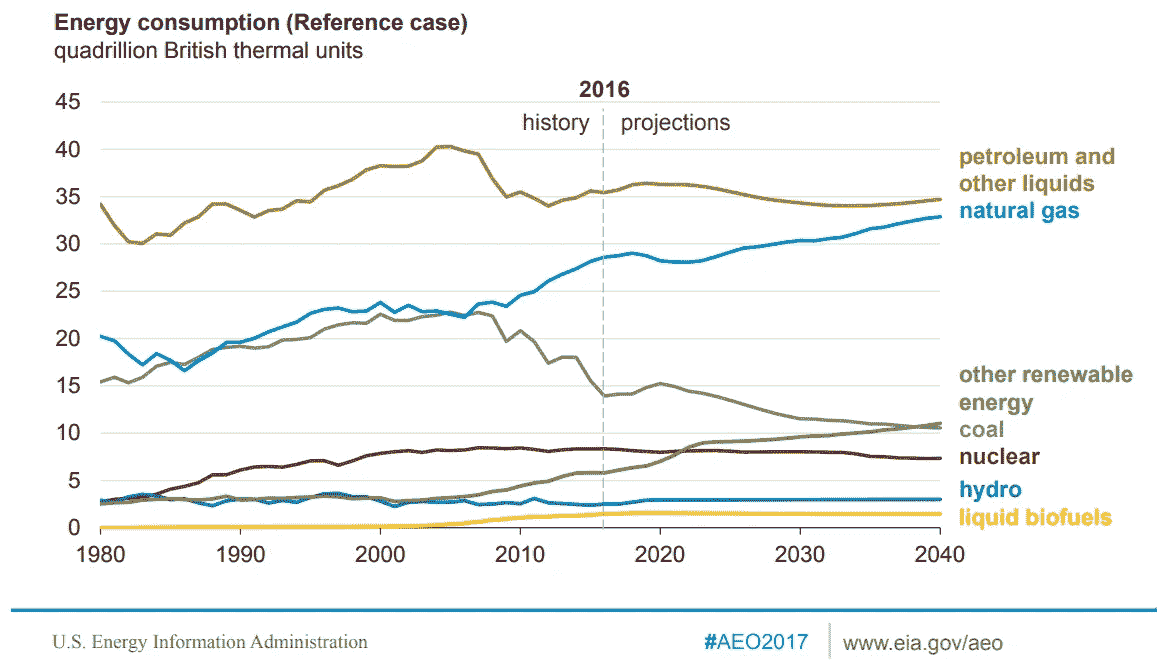 Energy consumption (Reference case)
quadrillion British thermal units
2016
history projections
45
40
35
30
25
20
15
10
5
0
petroleum and
other liquids
natural gas
other renewable
energy
coal
nuclear
hydro
liquid biofuels
1980 1990 2000 2010 2020 2030 2040
U.S. Energy Information Administration #AEO2017 www.eia.gov/aeo